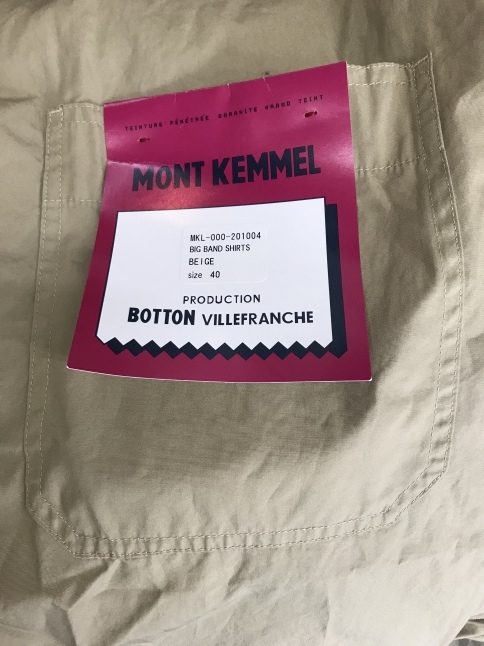 TEINTURE PÉNÉTRÉE GARANTIE GRAND TEINT
MONT KEMMEL
MKL-000-201004
BIG BAND SHIRTS
BEIGE
size 40
PRODUCTION
BOTTON VILLEFRANCHE